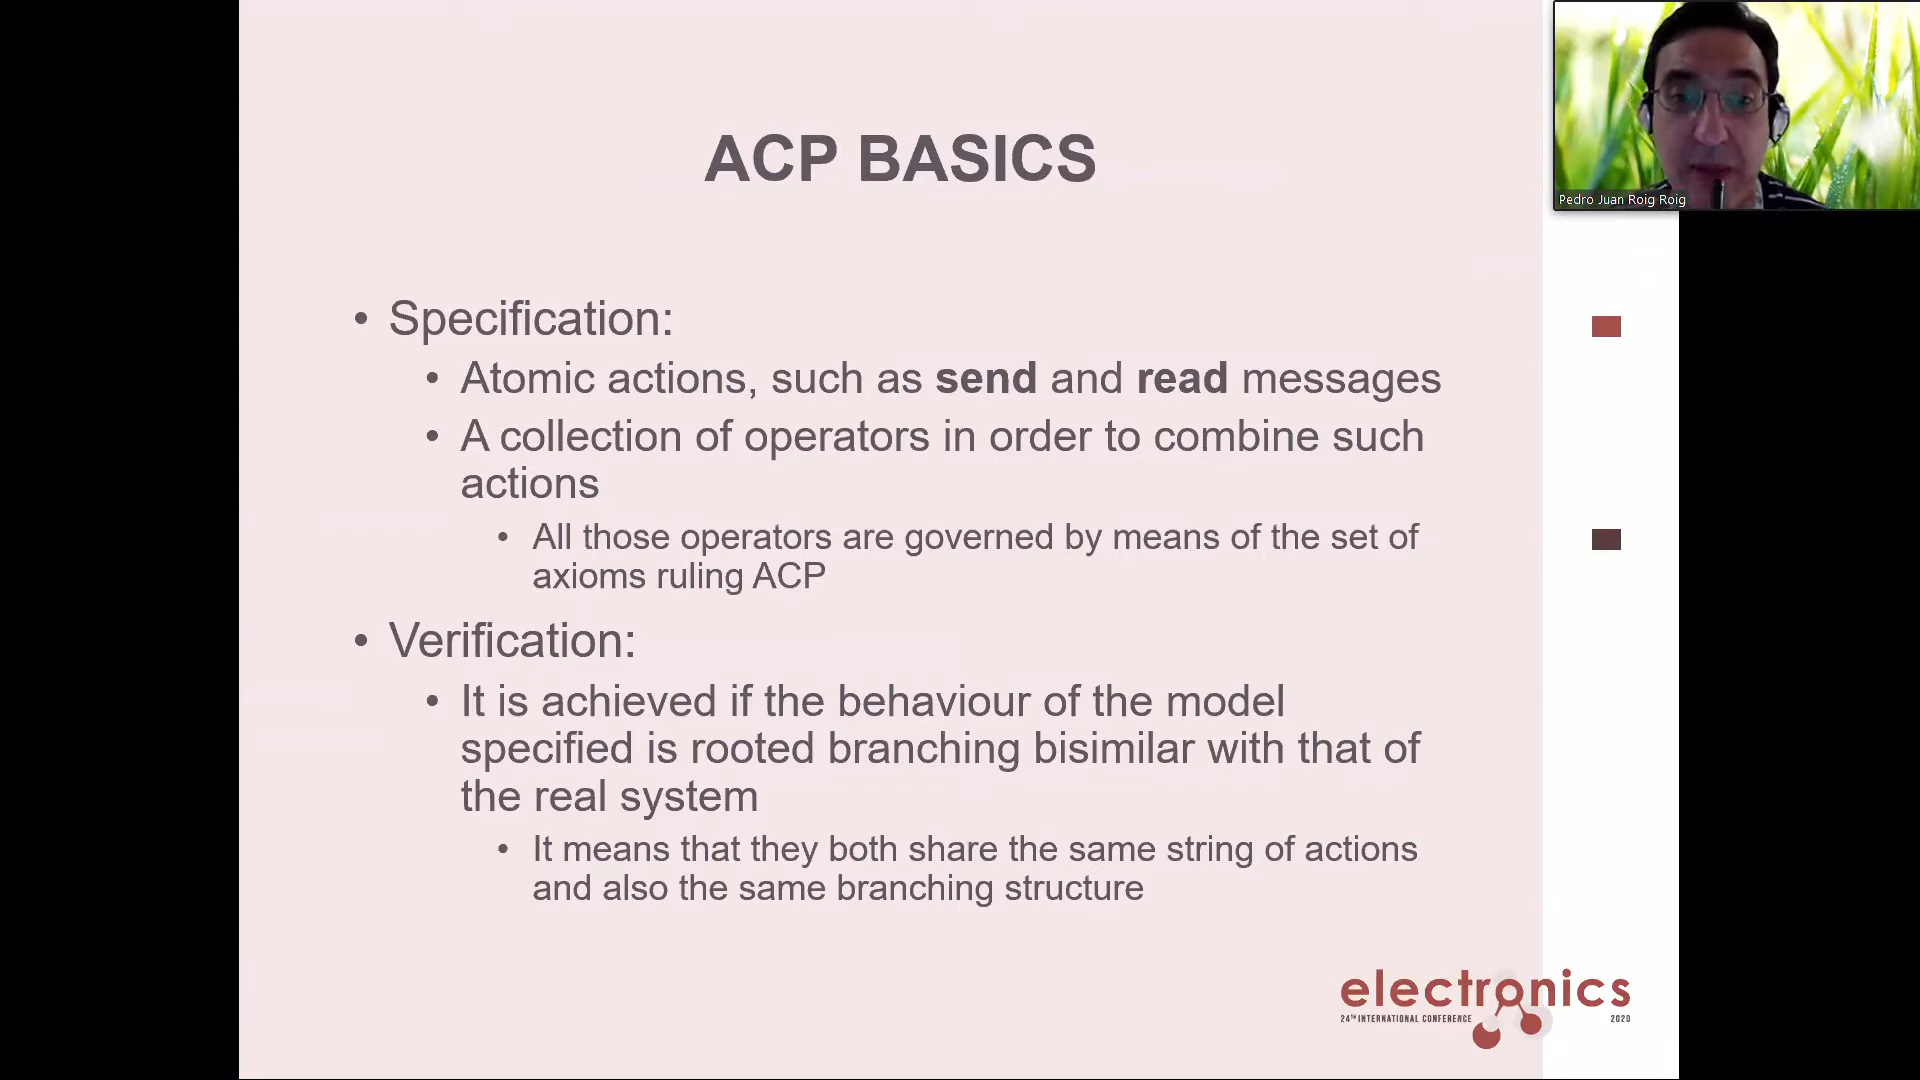 ACP BASICS
Pedro Juan Roig Roig
• Specification:
• Atomic actions, such as send and read messages
• A collection of operators in order to combine such
actions
• All those operators are governed by means of the set of
axioms ruling ACP
• Verification:
• It is achieved if the behaviour of the model
specified is rooted branching bisimilar with that of
the real system
• It means that they both share the same string of actions
and also the same branching structure
electronics
24TH INTERNATIONAL CONFERENCE 2020